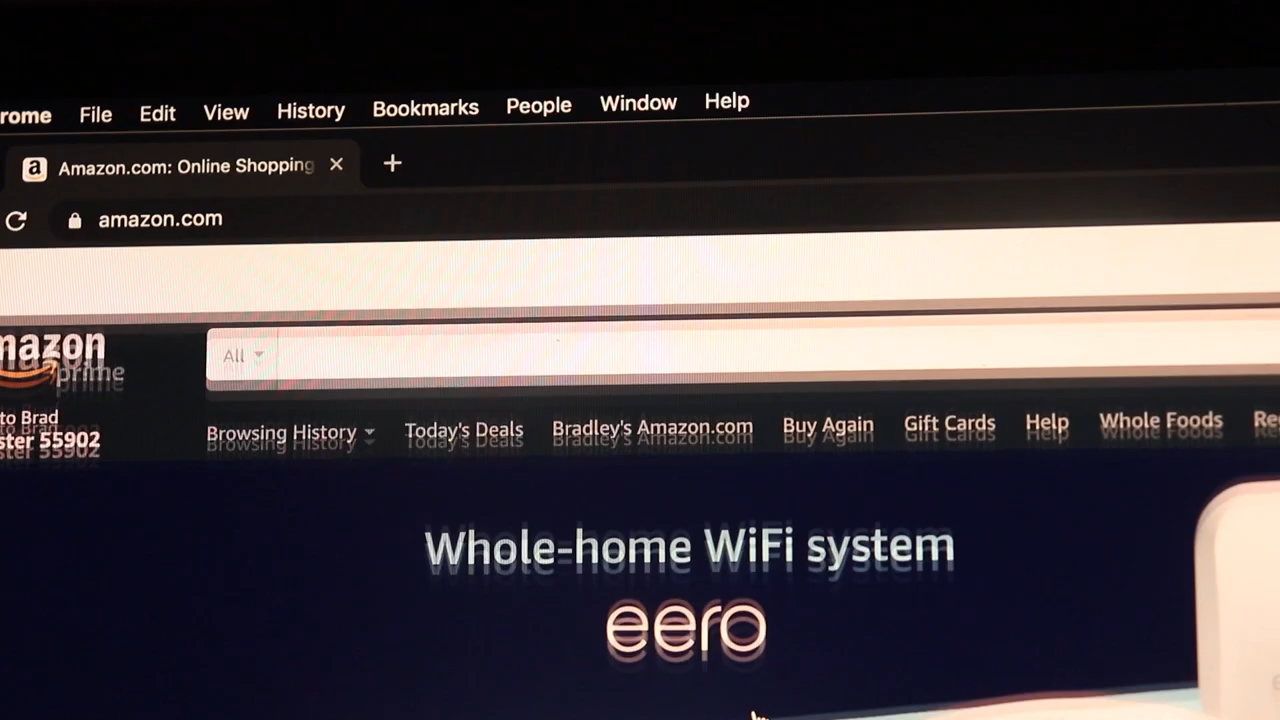 rome File Edit View History Bookmarks People Window Help
Amazon.com: Online Shopping
amazon.com
mazon
prime
All
to Brad
ster 55902
Browsing History Today's Deals Bradley's Amazon.com Buy Again Gift Cards Help Whole Foods Re
Whole-home WiFi system
eero